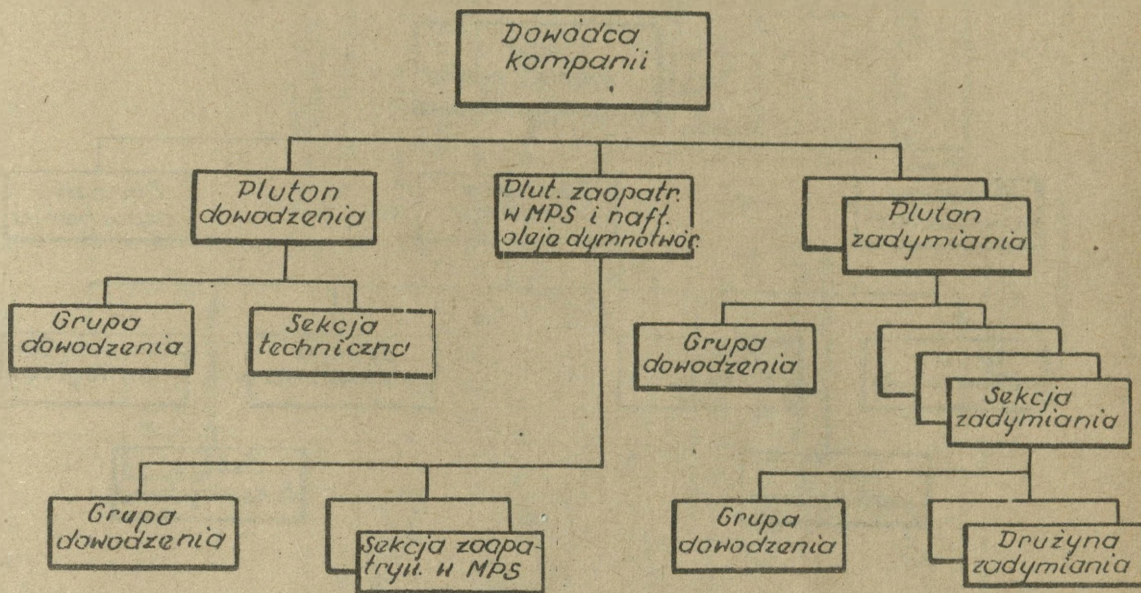 Dowódca
kompanii
Pluton
dowodzenia
Plut. zaopatr.
w MPS i naft.
oleje dymnotwór.
Pluton
zadymiania
Grupa
dowodzenia
Sekcja
techniczna
Grupa
dowodzenia
Sekcja
zadymiania
Grupa
dowodzenia
Sekcja zaopa-
tryw. w MPS
Grupa
dowodzenia
Drużyna
zadymiania